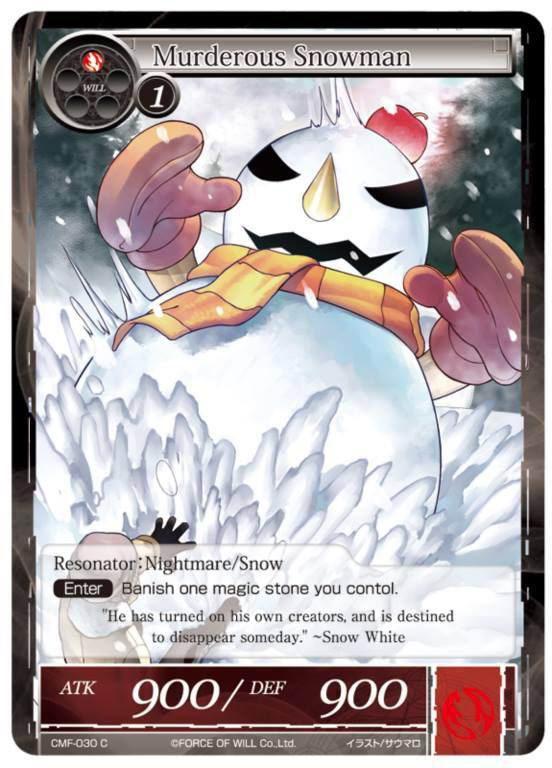 Murderous Snowman
WILL
1
Resonator:Nightmare/Snow
Enter Banish one magic stone you contol.
"He has turned on his own creators, and is destined
to disappear someday." ~Snow White
ATK 900 / DEF 900
CMF-030 C ©FORCE OF WILL Co.,Ltd. イラスト/サウマロ